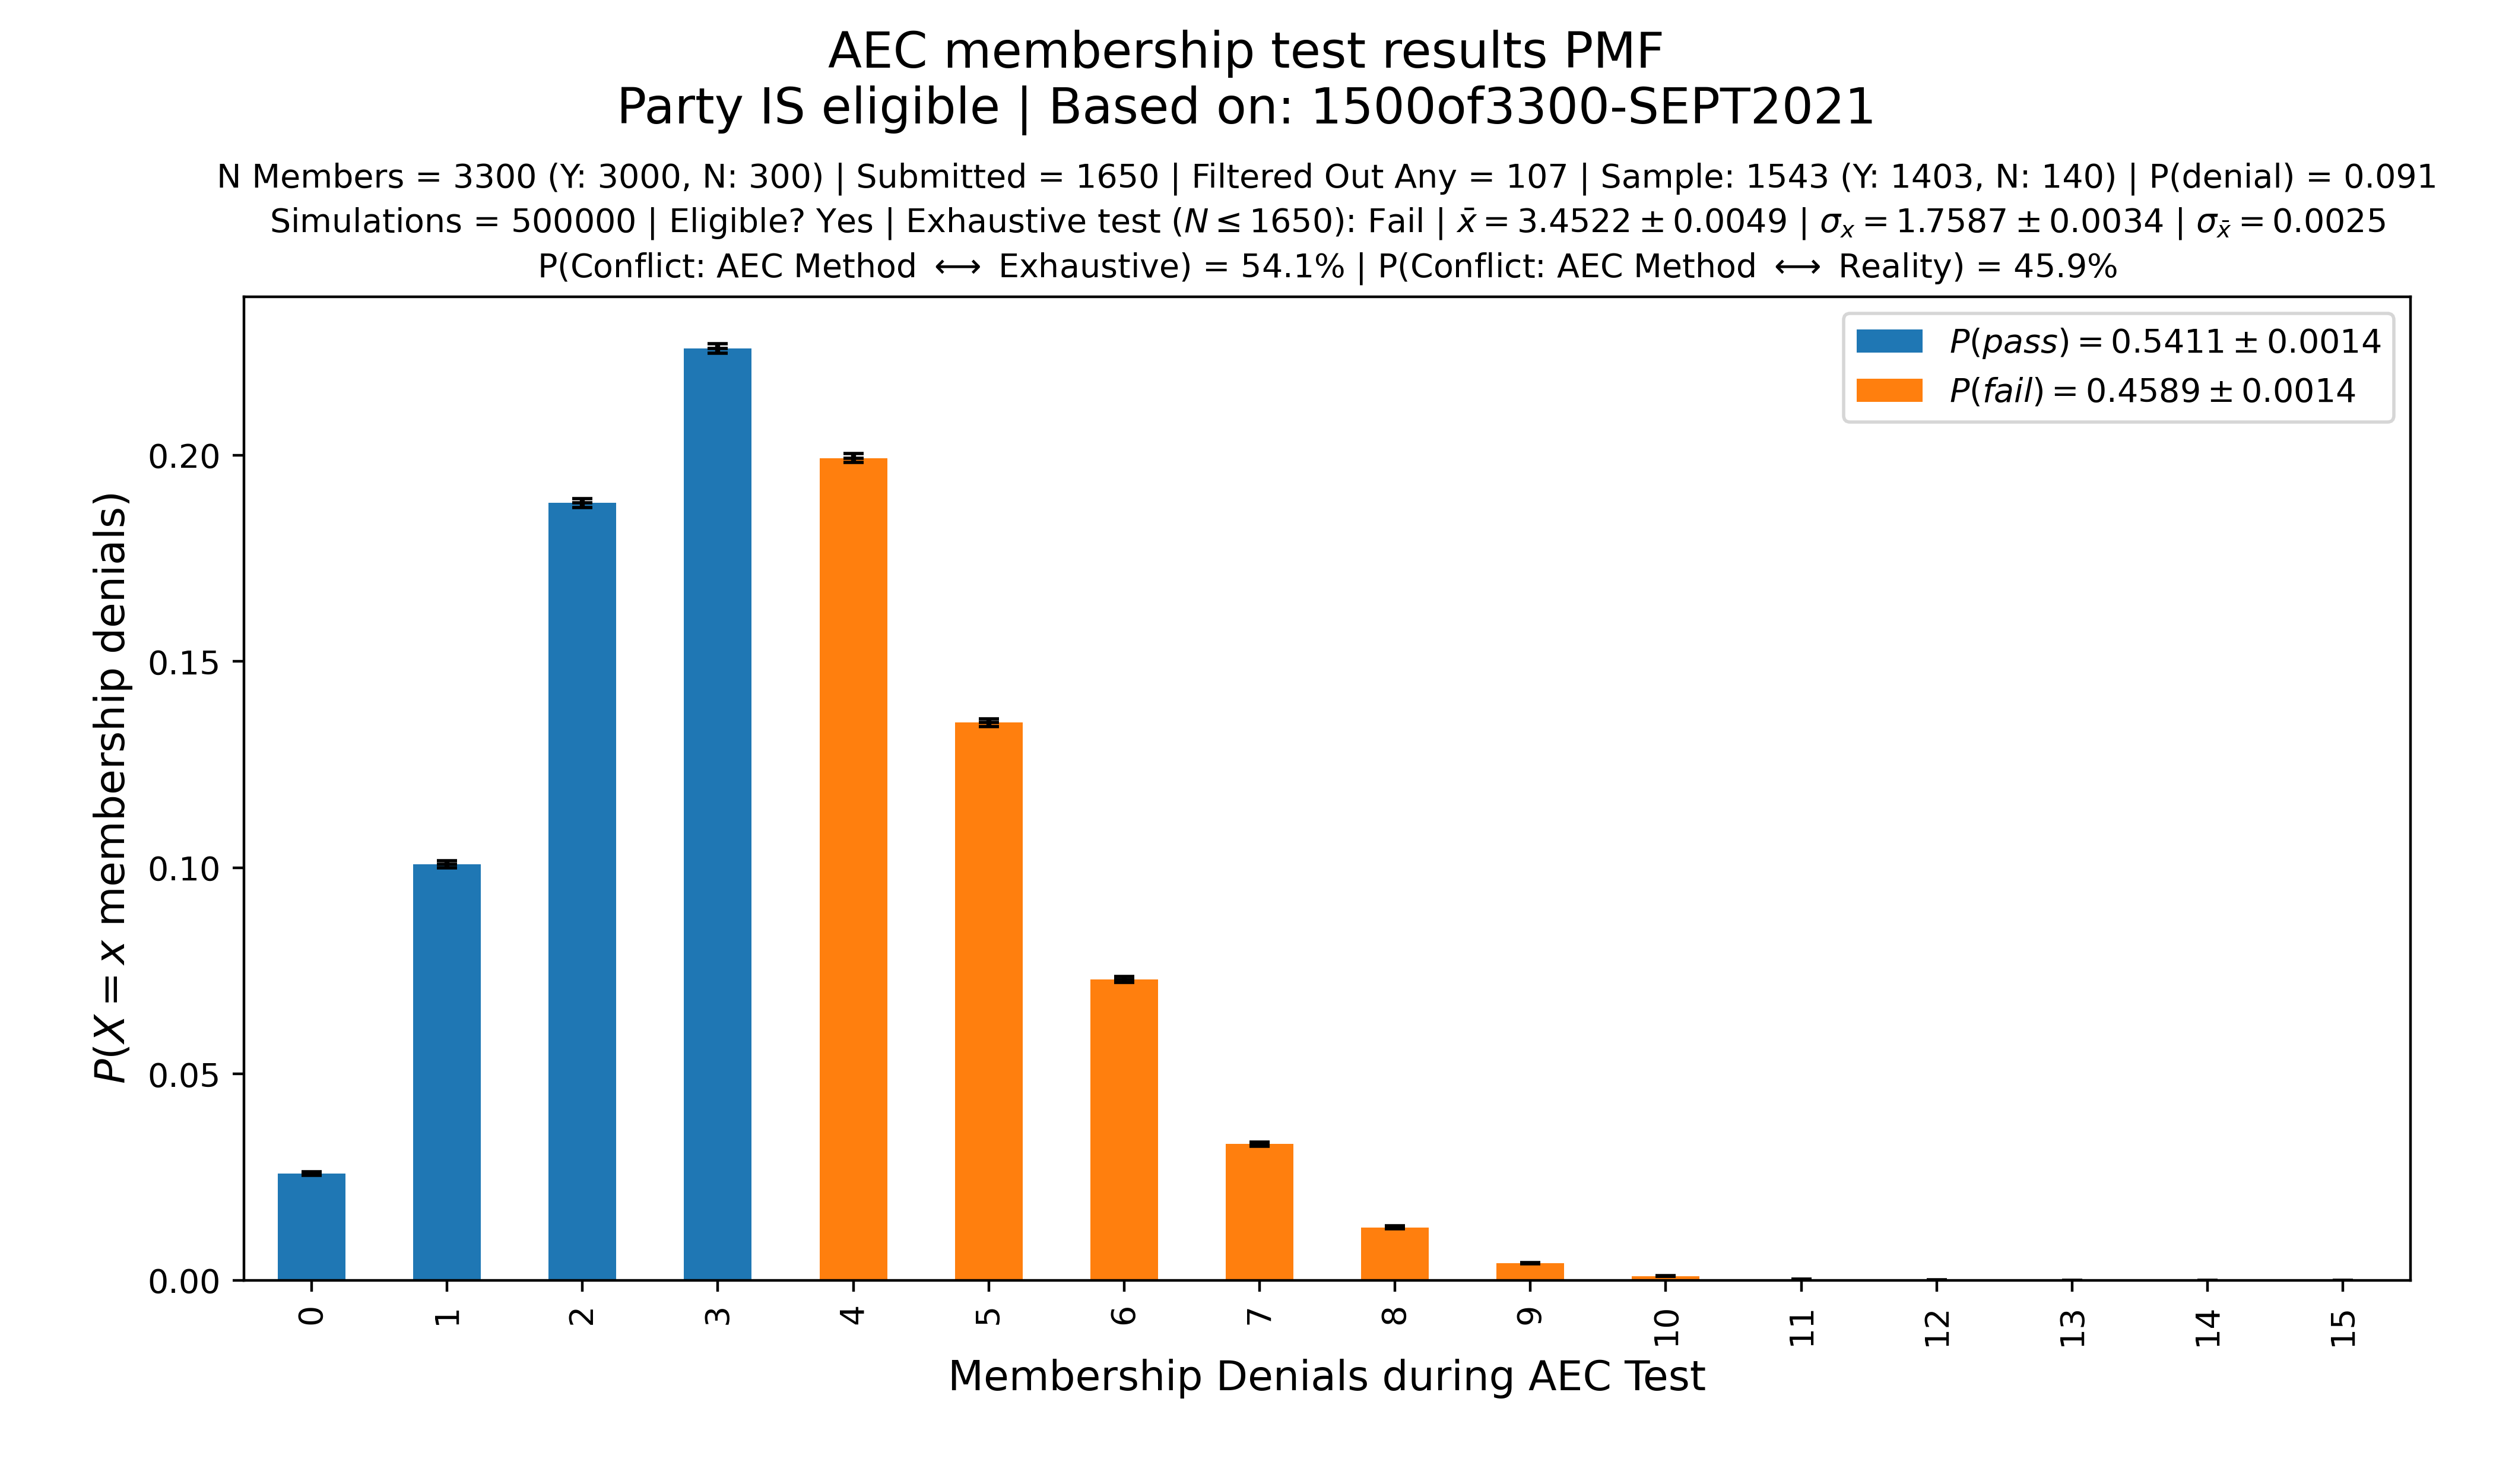 AEC membership test results PMF
Party IS eligible | Based on: 1500of3300-SEPT2021
N Members = 3300 (Y: 3000, N: 300) | Submitted = 1650 | Filtered Out Any = 107 | Sample: 1543 (Y: 1403, N: 140) | P(denial) = 0.091
Simulations = 500000 | Eligible? Yes | Exhaustive test (N ≤ 1650): Fail | x̄ = 3.4522 ± 0.0049 | σₓ = 1.7587 ± 0.0034 | σ_x̄ = 0.0025
P(Conflict: AEC Method ⟷ Exhaustive) = 54.1% | P(Conflict: AEC Method ⟷ Reality) = 45.9%
P(pass) = 0.5411 ± 0.0014
P(fail) = 0.4589 ± 0.0014
P(X = x membership denials)
0.20
0.15
0.10
0.05
0.00
0 1 2 3 4 5 6 7 8 9 10 11 12 13 14 15
Membership Denials during AEC Test